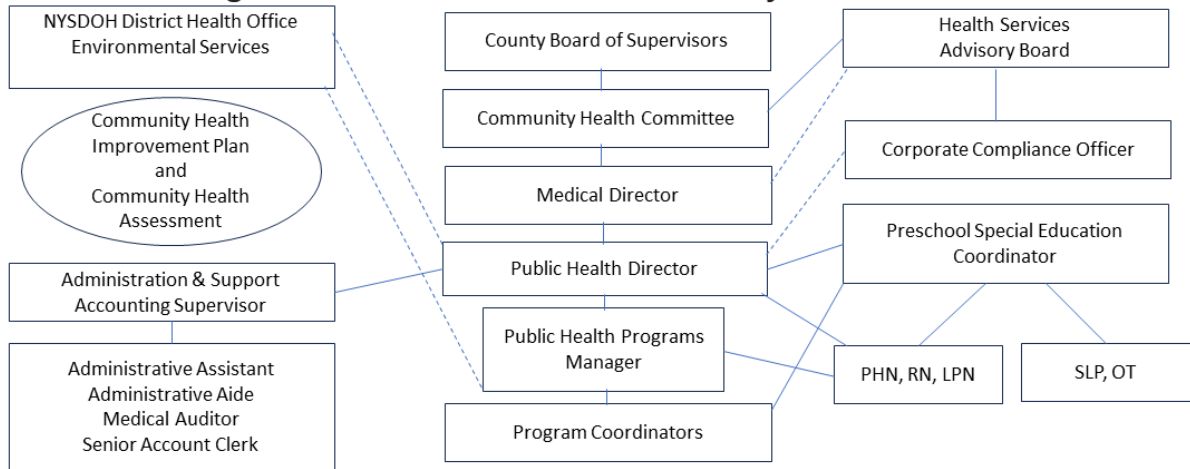 NYSDOH District Health Office
Environmental Services
County Board of Supervisors
Health Services
Advisory Board
Community Health
Improvement Plan
and
Community Health
Assessment
Community Health Committee
Corporate Compliance Officer
Medical Director
Preschool Special Education
Coordinator
Public Health Director
Administration & Support
Accounting Supervisor
Public Health Programs
Manager
PHN, RN, LPN
SLP, OT
Administrative Assistant
Administrative Aide
Medical Auditor
Senior Account Clerk
Program Coordinators